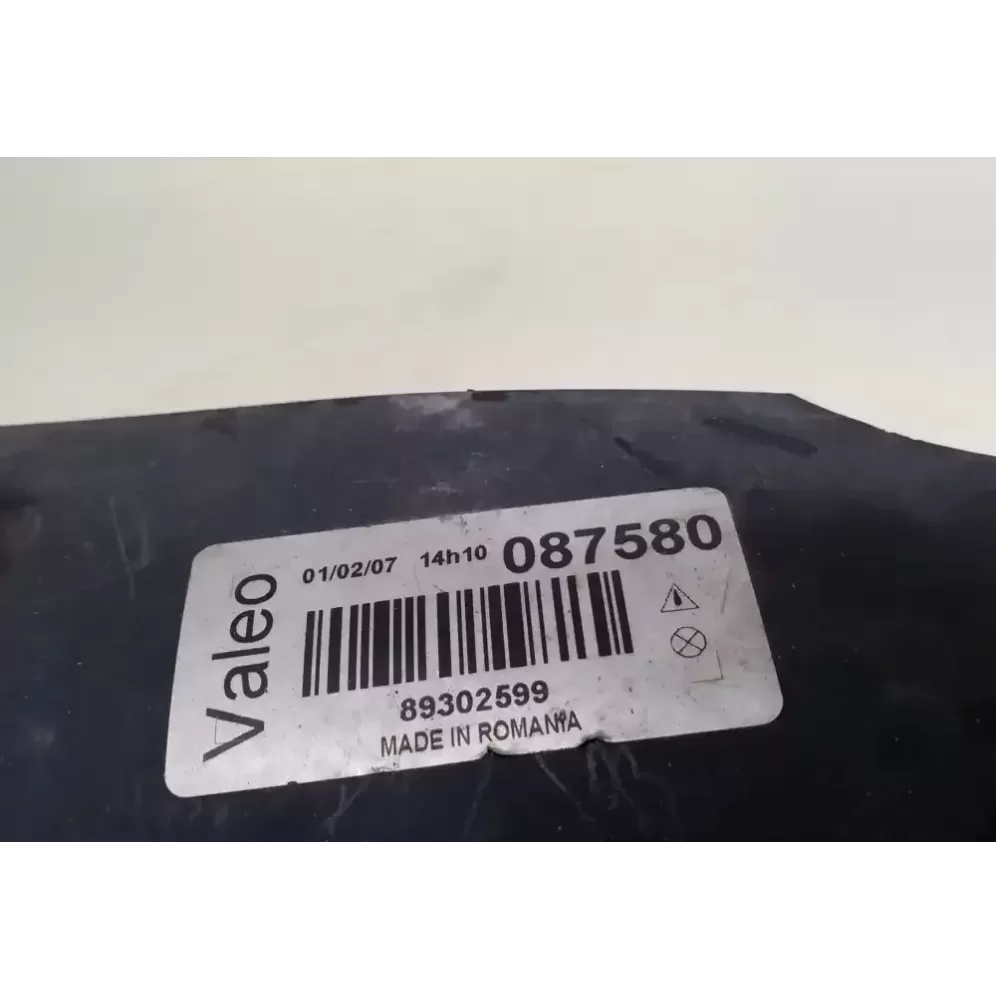 Valeo
01/02/07 14h10 087580
89302599
MADE IN ROMANIA